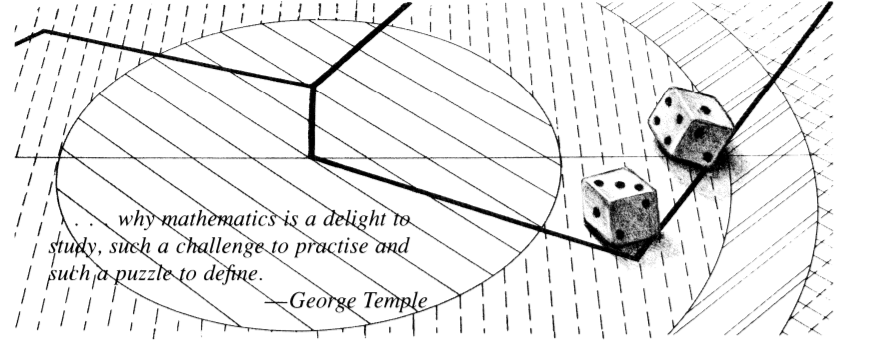 . . . why mathematics is a delight to
study, such a challenge to practise and
such a puzzle to define.
—George Temple